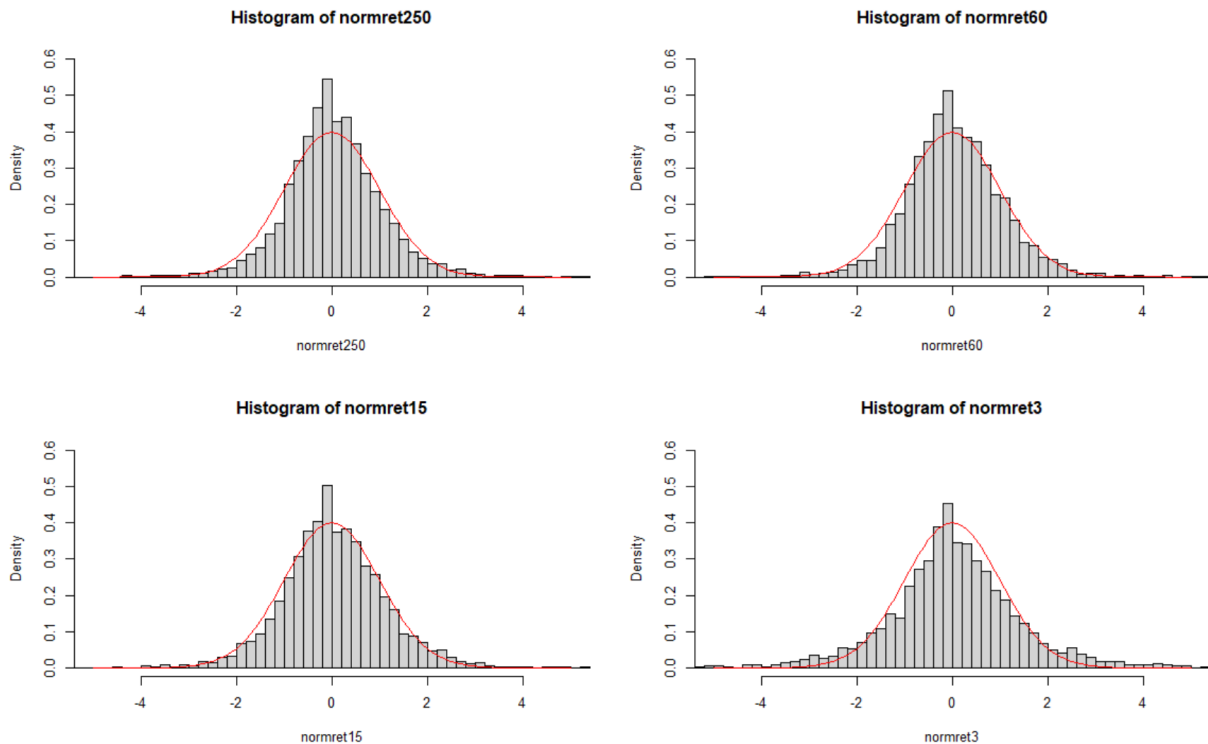 Histogram of normret250
Density
0.0 0.1 0.2 0.3 0.4 0.5 0.6
-4 -2 0 2 4
normret250
Histogram of normret60
Density
0.0 0.1 0.2 0.3 0.4 0.5 0.6
-4 -2 0 2 4
normret60
Histogram of normret15
Density
0.0 0.1 0.2 0.3 0.4 0.5 0.6
-4 -2 0 2 4
normret15
Histogram of normret3
Density
0.0 0.1 0.2 0.3 0.4 0.5 0.6
-4 -2 0 2 4
normret3